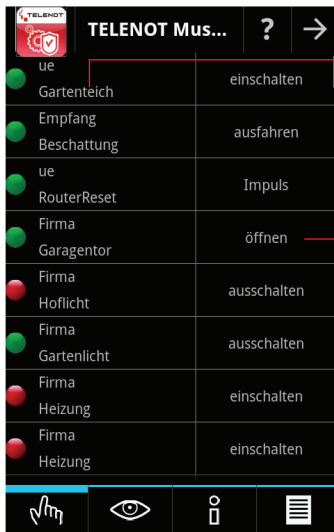 TELENOT
TELENOT Mus... ?
ue
Gartenteich
einschalten
Empfang
Beschattung
ausfahren
ue
RouterReset
Impuls
Firma
Garagentor
öffnen
Firma
Hoflicht
ausschalten
Firma
Gartenlicht
ausschalten
Firma
Heizung
einschalten
Firma
Heizung
einschalten